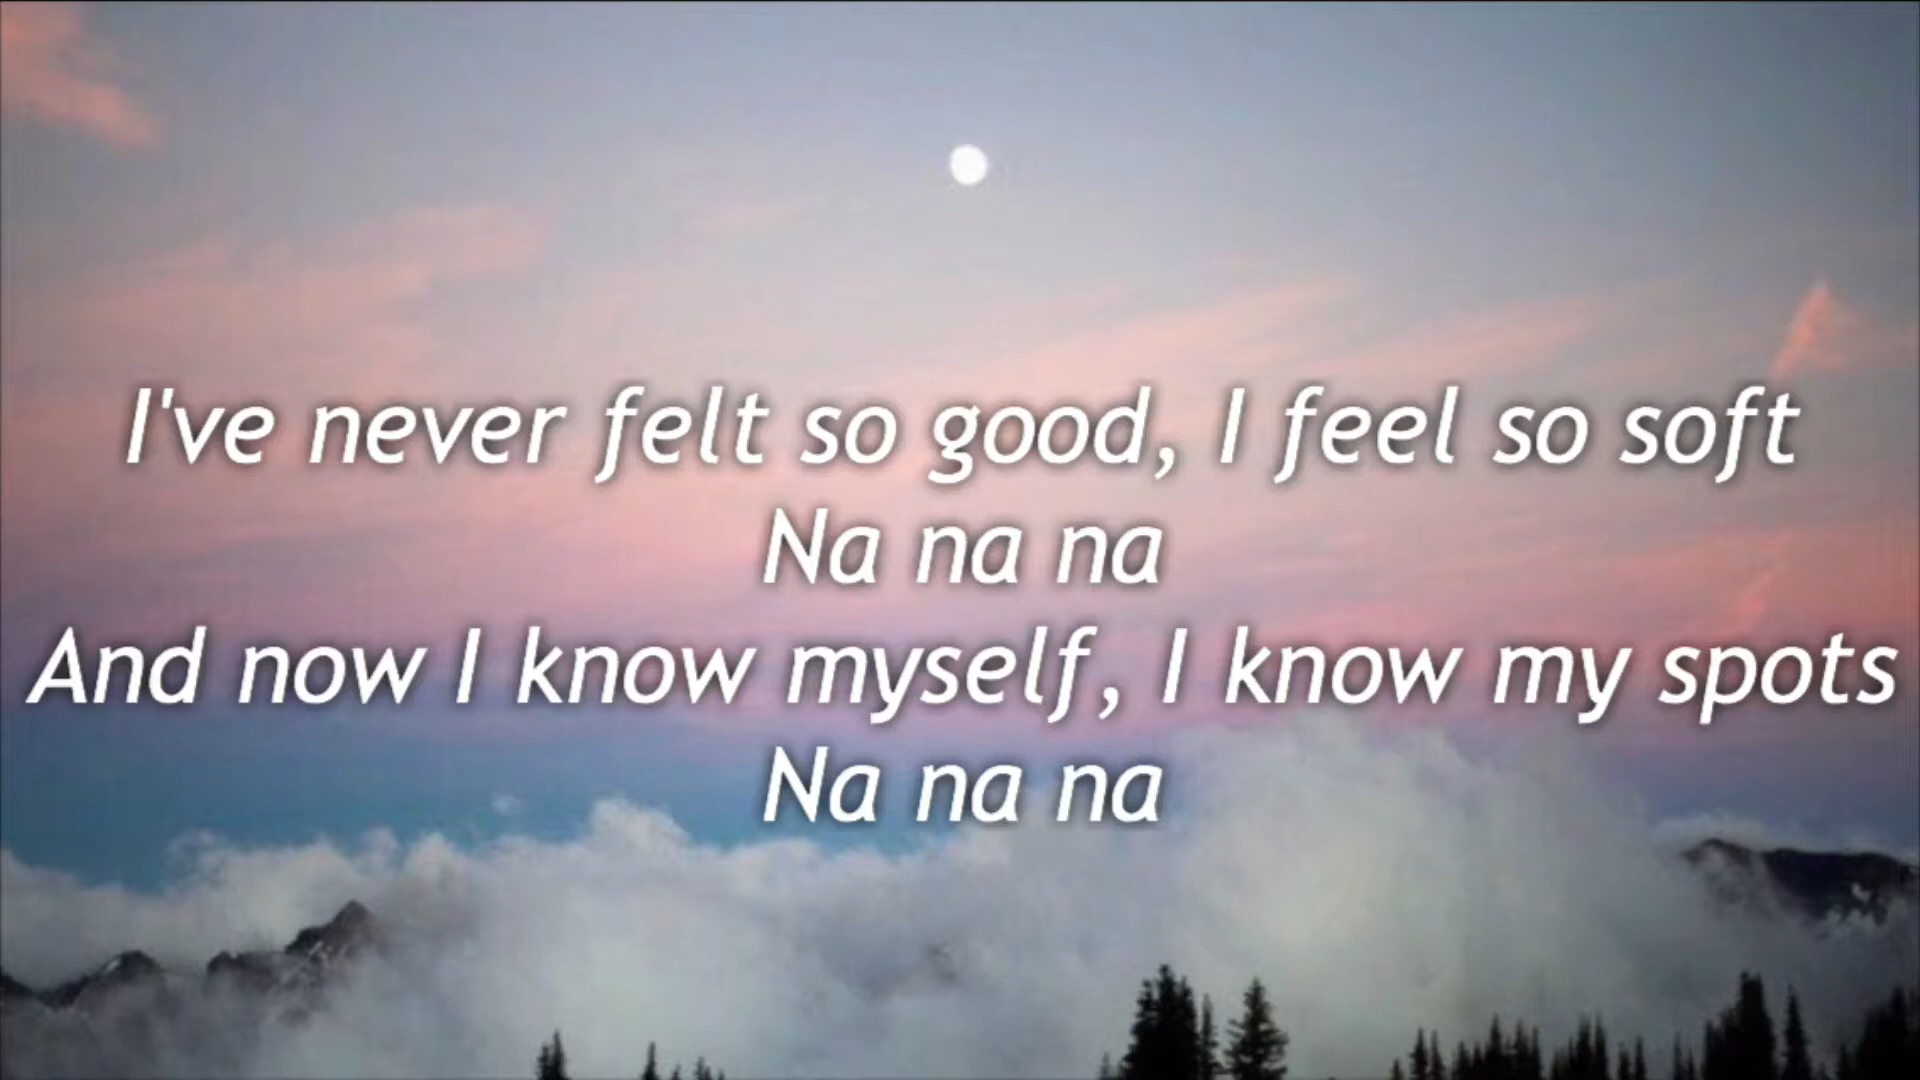 I've never felt so good, I feel so soft
Na na na
And now I know myself, I know my spots
Na na na